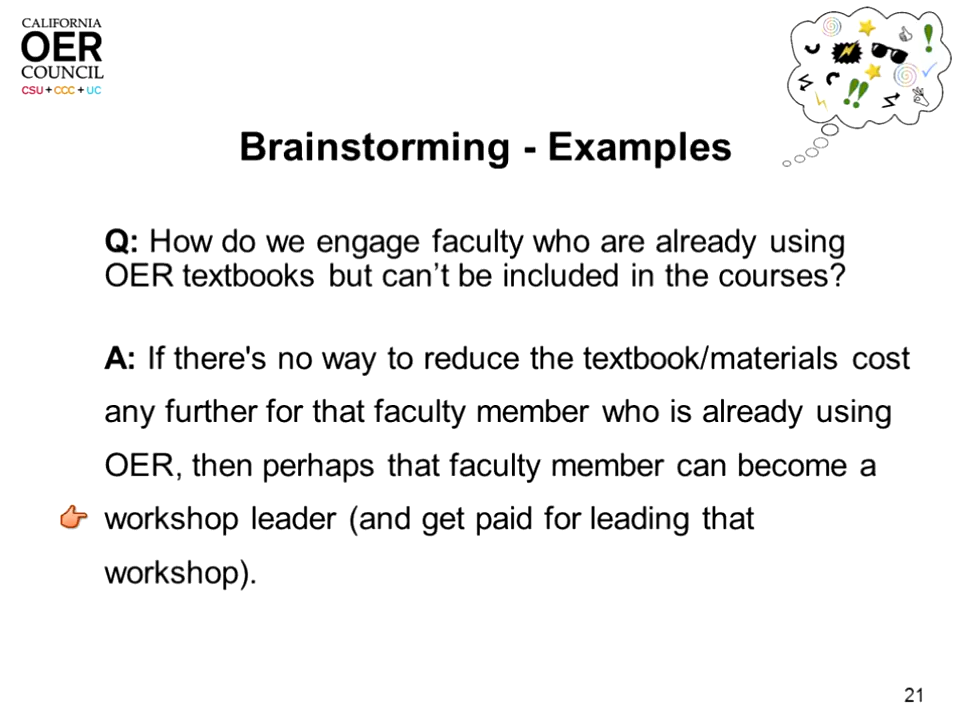 CALIFORNIA
OER
COUNCIL
CSU + CCC + UC
Brainstorming - Examples
Q: How do we engage faculty who are already using
OER textbooks but can’t be included in the courses?
A: If there's no way to reduce the textbook/materials cost
any further for that faculty member who is already using
OER, then perhaps that faculty member can become a
workshop leader (and get paid for leading that
workshop).
21